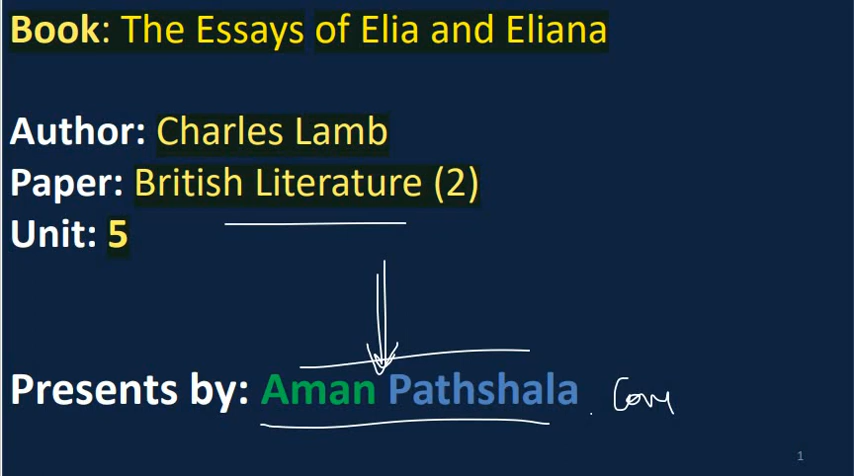 Book: The Essays of Elia and Eliana
Author: Charles Lamb
Paper: British Literature (2)
Unit: 5
Presents by: Aman Pathshala . Com
1